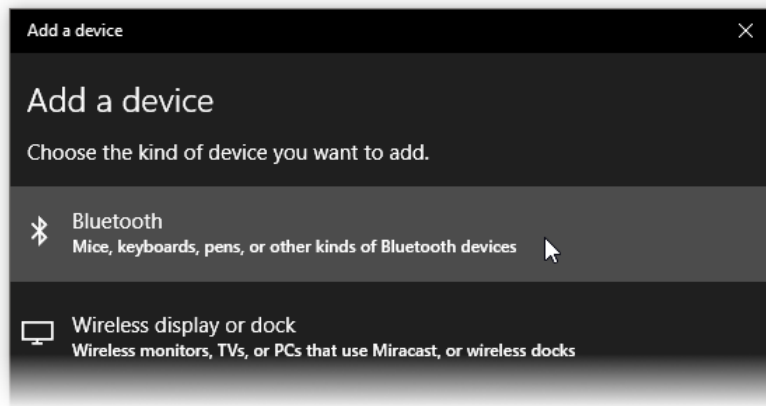 Add a device
Add a device
Choose the kind of device you want to add.
Bluetooth
Mice, keyboards, pens, or other kinds of Bluetooth devices
Wireless display or dock
Wireless monitors, TVs, or PCs that use Miracast, or wireless docks